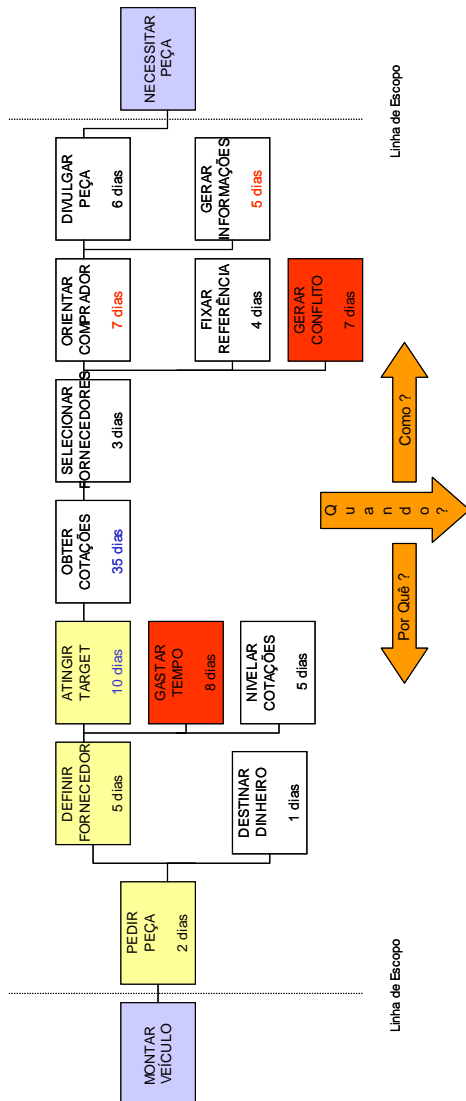 MONTAR
VEÍCULO
PEDIR
PEÇA
2 dias
DEFINIR
FORNECEDOR
5 dias
DESTINAR
DINHEIRO
1 dias
ATINGIR
TARGET
10 dias
GASTAR
TEMPO
8 dias
NIVELAR
COTAÇÕES
5 dias
OBTER
COTAÇÕES
35 dias
SELECIONAR
FORNECEDORES
3 dias
ORIENTAR
COMPRADOR
7 dias
FIXAR
REFERÊNCIA
4 dias
GERAR
CONFLITO
7 dias
DIVULGAR
PEÇA
6 dias
GERAR
INFORMAÇÕES
5 dias
NECESSITAR
PEÇA
Linha de Escopo
Linha de Escopo
Por Quê ?
Quando?
Como ?